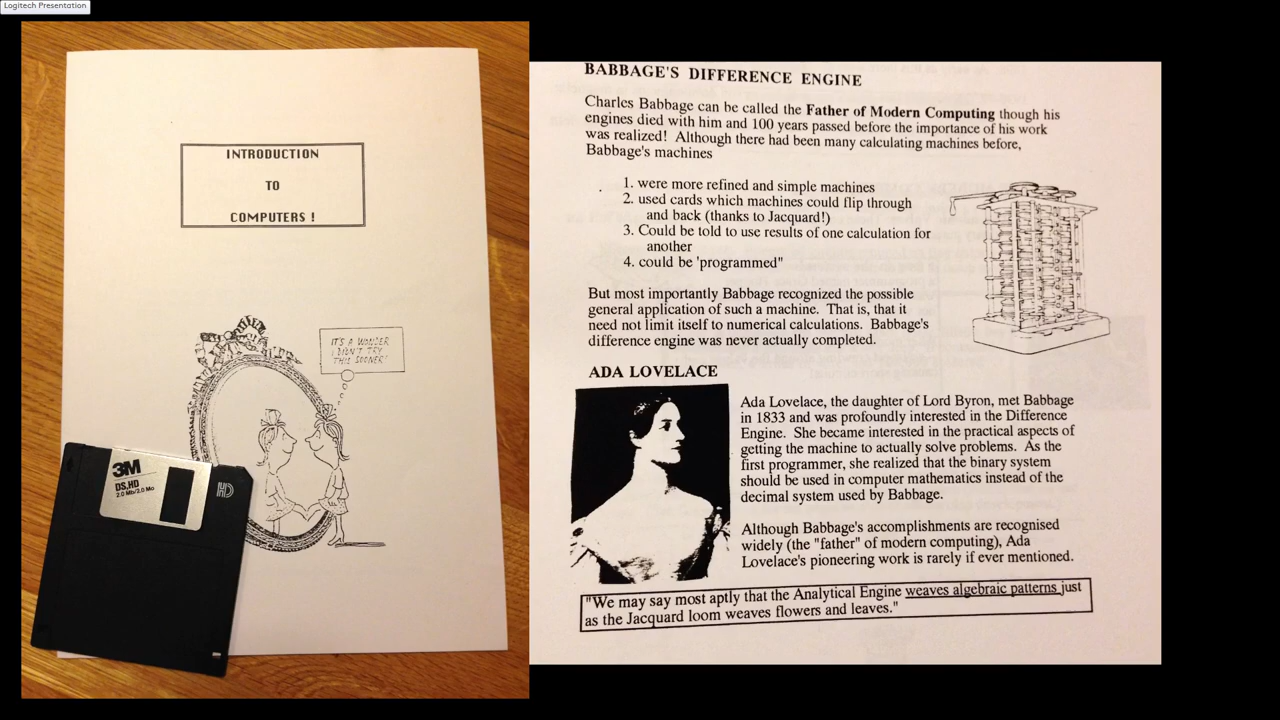 Logitech Presentation
INTRODUCTION
TO
COMPUTERS !
IT'S A WONDER
I DIDN'T TRY
THIS SOONER!
3M
DS,HD
2.0 Mb/2.0 Mo
HD
BABBAGE'S DIFFERENCE ENGINE
Charles Babbage can be called the Father of Modern Computing though his
engines died with him and 100 years passed before the importance of his work
was realized! Although there had been many calculating machines before,
Babbage's machines
1. were more refined and simple machines
2. used cards which machines could flip through
and back (thanks to Jacquard!)
3. Could be told to use results of one calculation for
another
4. could be 'programmed"
But most importantly Babbage recognized the possible
general application of such a machine. That is, that it
need not limit itself to numerical calculations. Babbage's
difference engine was never actually completed.
ADA LOVELACE
Ada Lovelace, the daughter of Lord Byron, met Babbage
in 1833 and was profoundly interested in the Difference
Engine. She became interested in the practical aspects of
getting the machine to actually solve problems. As the
first programmer, she realized that the binary system
should be used in computer mathematics instead of the
decimal system used by Babbage.
Although Babbage's accomplishments are recognised
widely (the "father" of modern computing), Ada
Lovelace's pioneering work is rarely if ever mentioned.
"We may say most aptly that the Analytical Engine weaves algebraic patterns just
as the Jacquard loom weaves flowers and leaves."